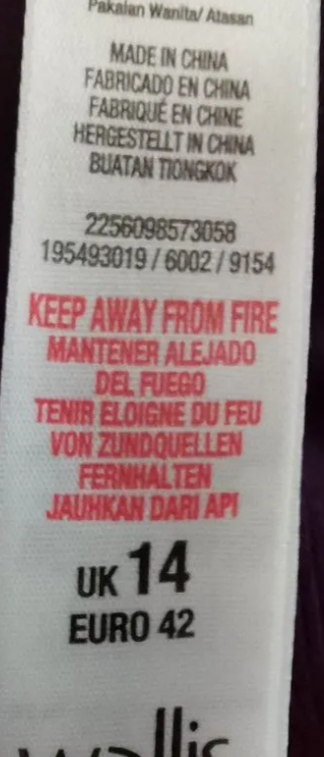 Pakaian Wanita/ Atasan
MADE IN CHINA
FABRICADO EN CHINA
FABRIQUÉ EN CHINE
HERGESTELLT IN CHINA
BUATAN TIONGKOK
2256098573058
195493019 / 6002 / 9154
KEEP AWAY FROM FIRE
MANTENER ALEJADO
DEL FUEGO
TENIR ELOIGNE DU FEU
VON ZUNDQUELLEN
FERNHALTEN
JAUHKAN DARI API
UK 14
EURO 42
wallis